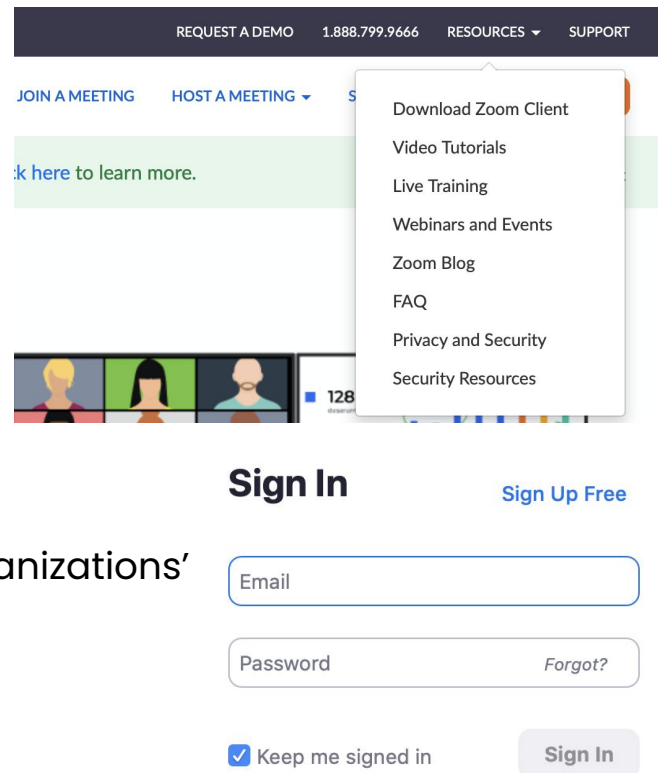 REQUEST A DEMO 1.888.799.9666 RESOURCES SUPPORT
JOIN A MEETING HOST A MEETING S
Download Zoom Client
Video Tutorials
ck here to learn more.
Live Training
Webinars and Events
Zoom Blog
FAQ
Privacy and Security
Security Resources
128
Sign In Sign Up Free
anizations’
Email
Password Forgot?
Keep me signed in Sign In